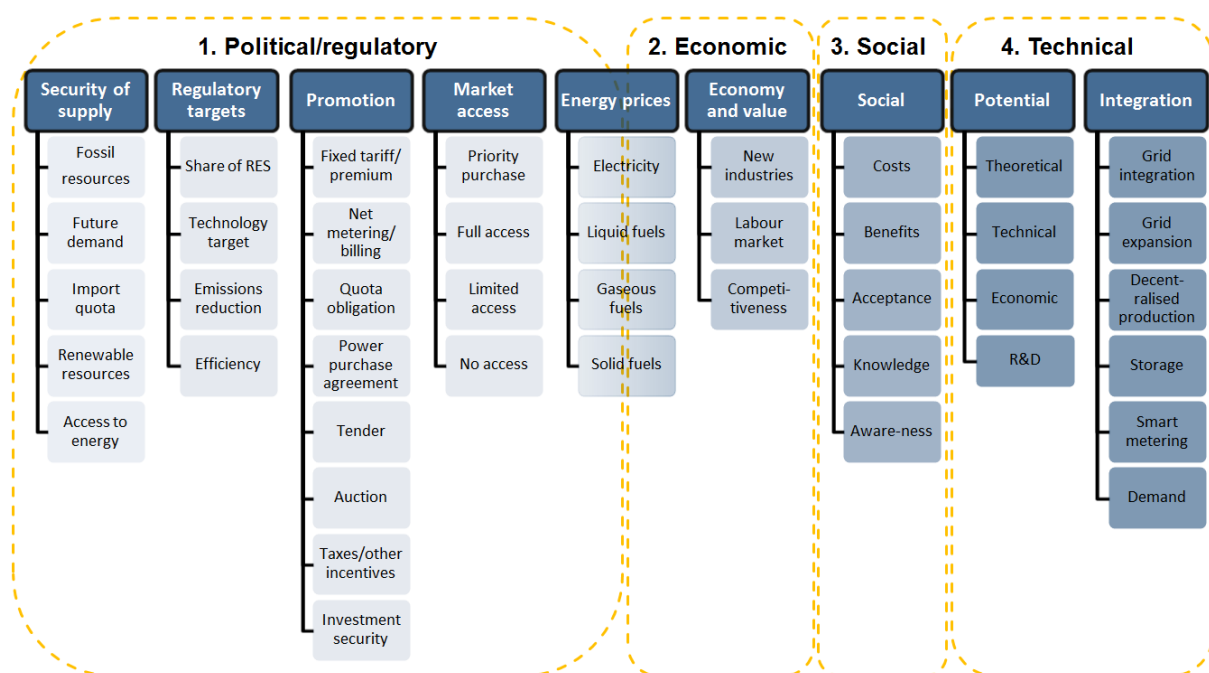 1. Political/regulatory
2. Economic
3. Social
4. Technical
Security of
supply
Fossil
resources
Future
demand
Import
quota
Renewable
resources
Access to
energy
Regulatory
targets
Share of RES
Technology
target
Emissions
reduction
Efficiency
Promotion
Fixed tariff/
premium
Net
metering/
billing
Quota
obligation
Power
purchase
agreement
Tender
Auction
Taxes/other
incentives
Investment
security
Market
access
Priority
purchase
Full access
Limited
access
No access
Energy prices
Electricity
Liquid fuels
Gaseous
fuels
Solid fuels
Economy
and value
New
industries
Labour
market
Competi-
tiveness
Social
Costs
Benefits
Acceptance
Knowledge
Aware-ness
Potential
Theoretical
Technical
Economic
R&D
Integration
Grid
integration
Grid
expansion
Decent-
ralised
production
Storage
Smart
metering
Demand